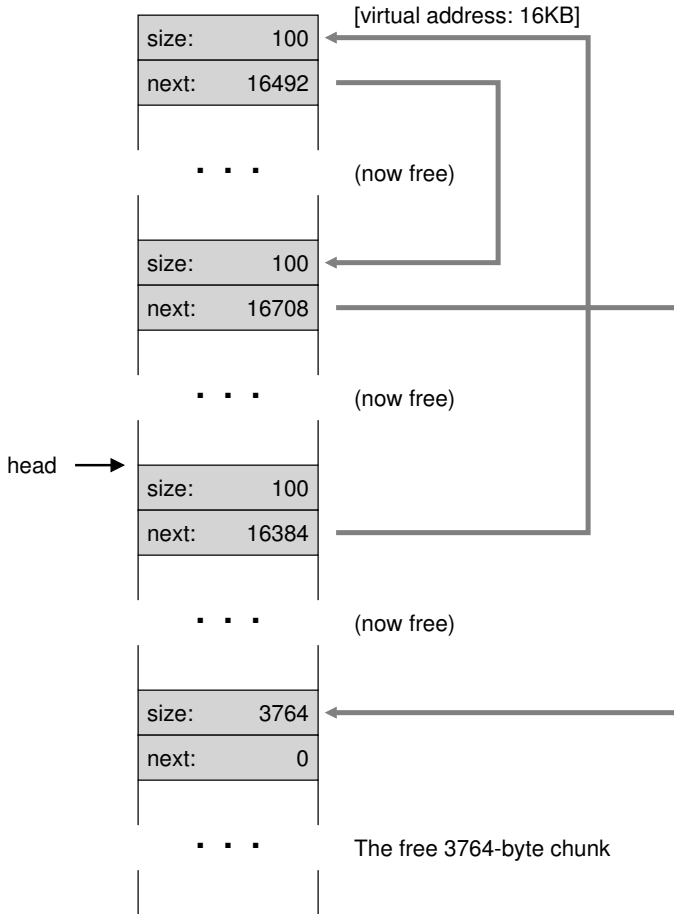 [virtual address: 16KB]
size: 100
next: 16492
. . . (now free)
size: 100
next: 16708
. . . (now free)
head
size: 100
next: 16384
. . . (now free)
size: 3764
next: 0
. . . The free 3764-byte chunk